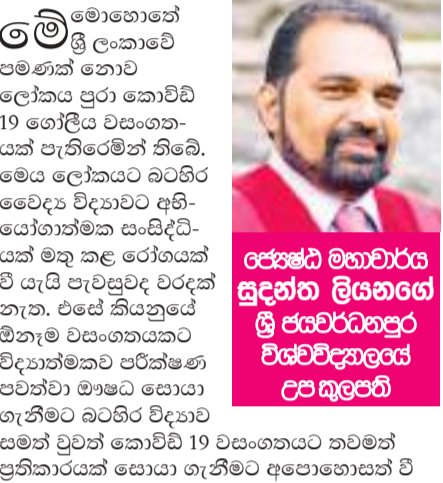 මේ මොහොතේ
ශ්‍රී ලංකාවේ
පමණක් නොව
ලෝකය පුරා කොවිඩ්
19 ගෝලීය වසංගත-
යක් පැතිරෙමින් තිබේ.
මෙය ලෝකයට බටහිර
වෛද්‍ය විද්‍යාවට අභි-
යෝගාත්මක සංසිද්ධි-
යක් මතු කළ රෝගයක්
වී යැයි පැවසුවද වරදක්
නැත. එසේ කියනුයේ
ඕනෑම වසංගතයකට
විද්‍යාත්මකව පරීක්ෂණ
පවත්වා ඖෂධ සොයා
ගැනීමට බටහිර විද්‍යාව
සමත් වුවත් කොවිඩ් 19 වසංගතයට තවමත්
ප්‍රතිකාරයක් සොයා ගැනීමට අපොහොසත් වී
ජ්‍යෙෂ්ඨ මහාචාර්ය
සුදන්ත ලියනගේ
ශ්‍රී ජයවර්ධනපුර
විශ්වවිද්‍යාලයේ
උප කුලපති